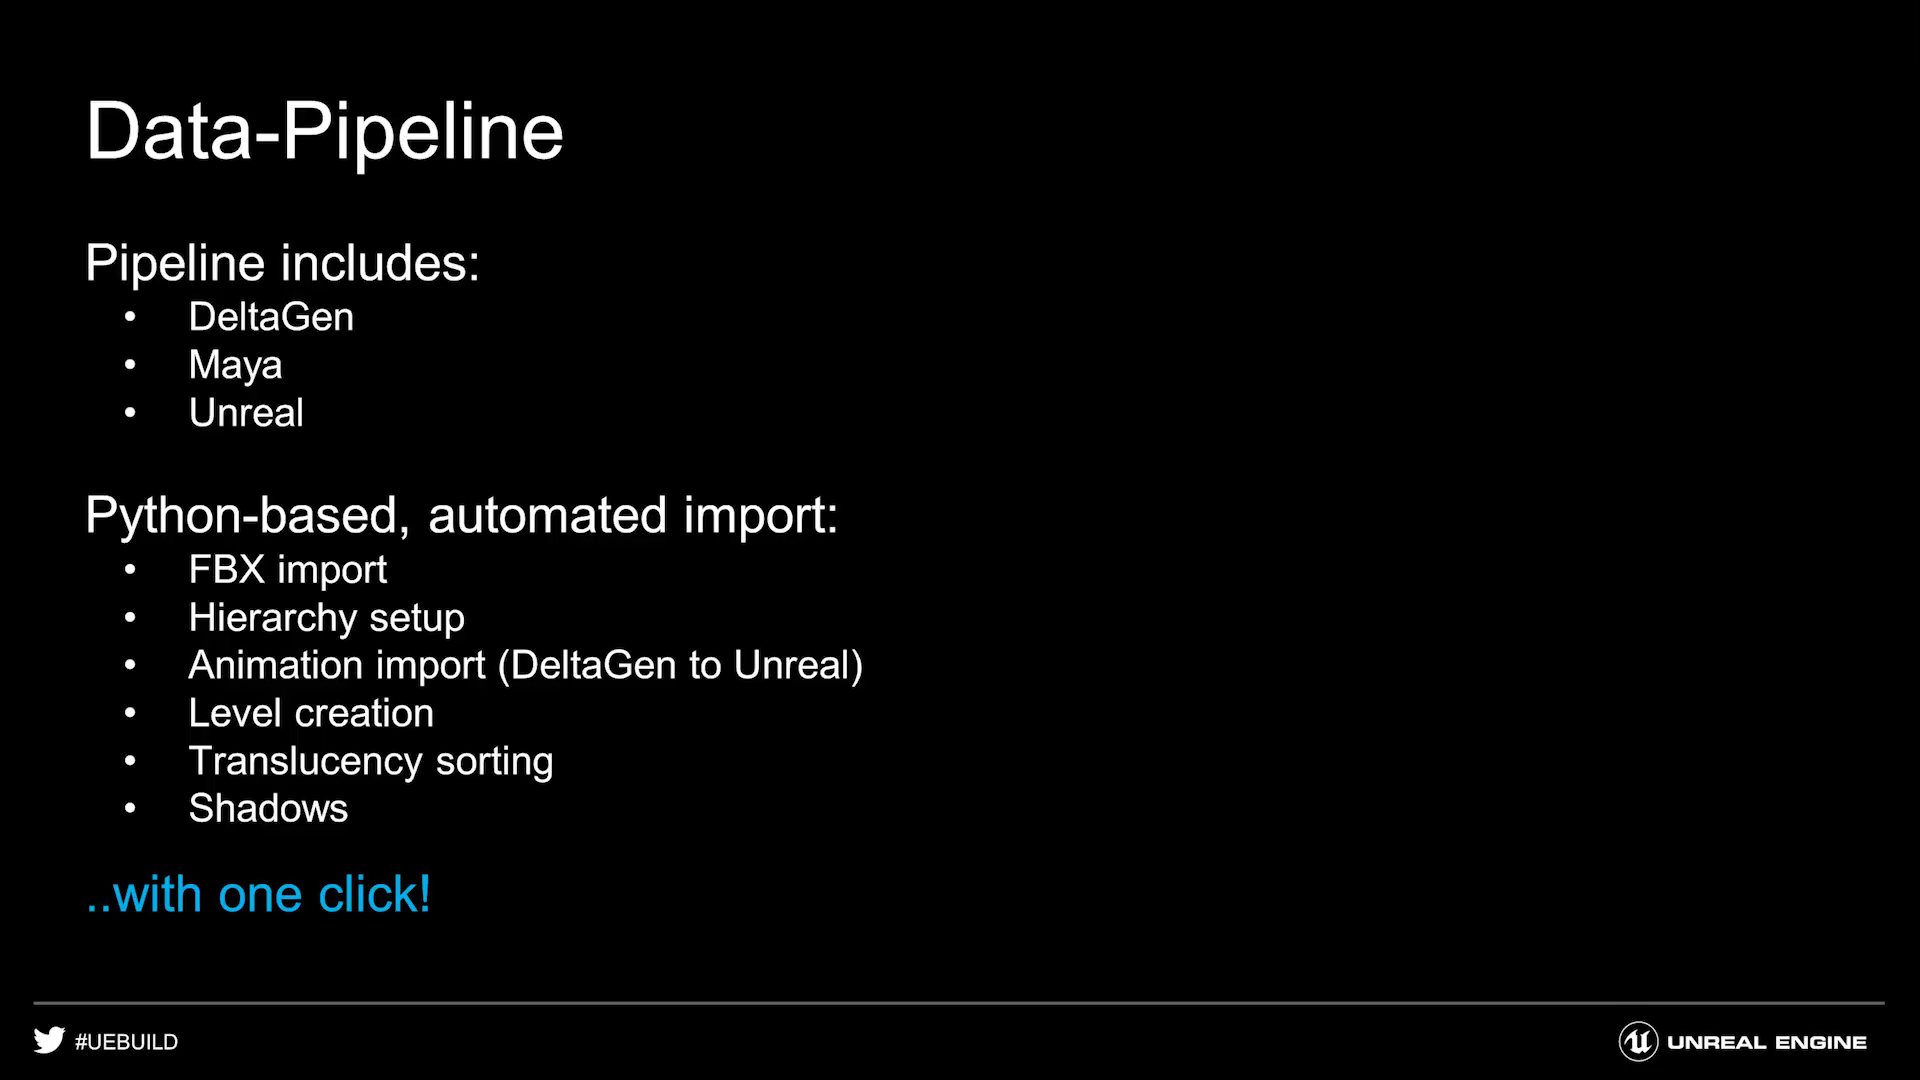 Data-Pipeline
Pipeline includes:
• DeltaGen
• Maya
• Unreal
Python-based, automated import:
• FBX import
• Hierarchy setup
• Animation import (DeltaGen to Unreal)
• Level creation
• Translucency sorting
• Shadows
..with one click!
#UEBUILD
UNREAL ENGINE